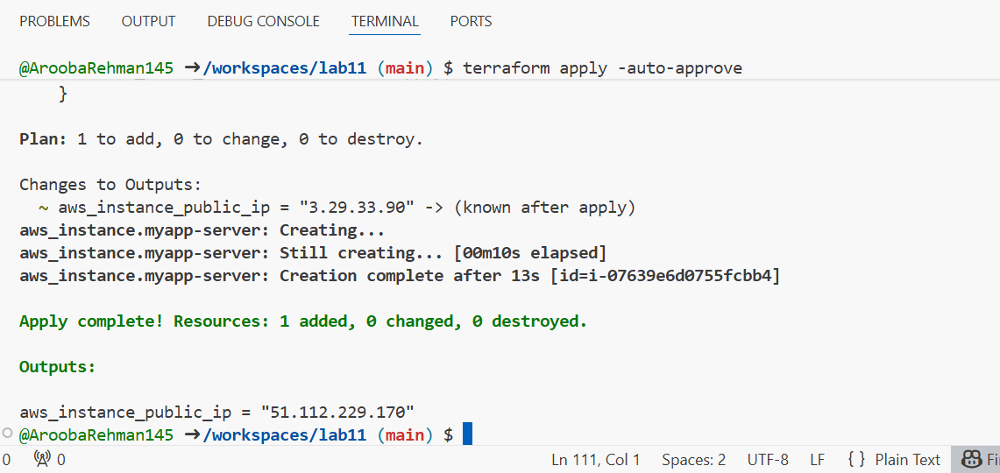 PROBLEMS OUTPUT DEBUG CONSOLE TERMINAL PORTS
@AroobaRehman145 ➜/workspaces/lab11 (main) $ terraform apply -auto-approve
}
Plan: 1 to add, 0 to change, 0 to destroy.
Changes to Outputs:
~ aws_instance_public_ip = "3.29.33.90" -> (known after apply)
aws_instance.myapp-server: Creating...
aws_instance.myapp-server: Still creating... [00m10s elapsed]
aws_instance.myapp-server: Creation complete after 13s [id=i-07639e6d0755fcbb4]
Apply complete! Resources: 1 added, 0 changed, 0 destroyed.
Outputs:
aws_instance_public_ip = "51.112.229.170"
@AroobaRehman145 ➜/workspaces/lab11 (main) $
0 0 Ln 111, Col 1 Spaces: 2 UTF-8 LF { } Plain Text